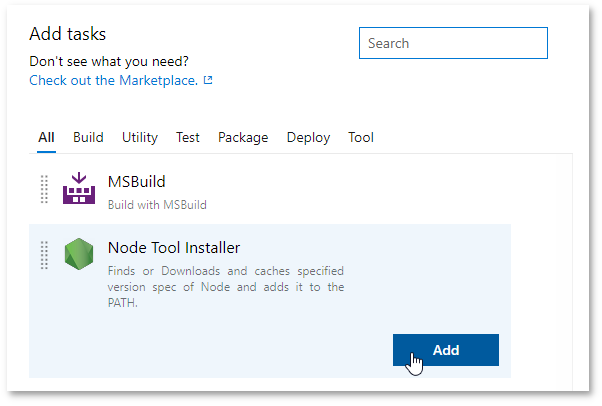 Add tasks
Search
Don't see what you need?
Check out the Marketplace.
All Build Utility Test Package Deploy Tool
MSBuild
Build with MSBuild
Node Tool Installer
Finds or Downloads and caches specified
version spec of Node and adds it to the
PATH.
Add